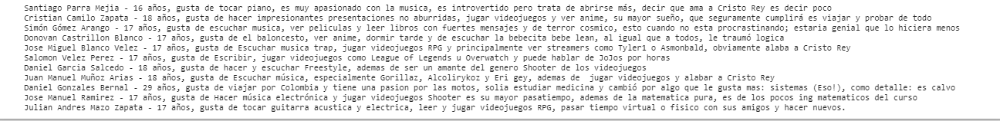 Santiago Parra Mejia - 16 años, gusta de tocar piano, es muy apasionado con la musica, es introvertido pero trata de abrirse más, decir que ama a Cristo Rey es decir poco
Cristian Camilo Zapata - 18 años, gusta de hacer impresionantes presentaciones no aburridas, jugar videojuegos y ver anime, su mayor sueño, que seguramente cumplirá es viajar y probar de todo
Simón Gómez Arango - 17 años, gusta de escuchar musica, ver peliculas y leer libros con fuertes mensajes y de terror cosmico, esto cuando no esta procrastinando; estaria genial que lo hiciera menos
Donovan Castrillon Blanco - 17 años, gusta de el baloncesto, ver anime, dormir tarde y de escuchar la bebecita bebe lean, al igual que a todos, le traumó logica
Jose Miguel Blanco Velez - 17 años, gusta de Escuchar musica trap, jugar videojuegos RPG y principalmente ver streamers como Tyler1 o Asmonbald, obviamente alaba a Cristo Rey
Salomon Velez Perez - 17 años, gusta de Escribir, jugar videojuegos como League of Legends u Overwatch y puede hablar de JoJos por horas
Daniel Garcia Salcedo - 18 años, gusta de hacer y escuchar Freestyle, ademas de ser un amante del genero Shooter de los videojuegos
Juan Manuel Muñoz Arias - 18 años, gusta de Escuchar música, especialmente Gorillaz, Alcolirykoz y Eri gey, ademas de  jugar videojuegos y alabar a Cristo Rey
Daniel Gonzales Bernal - 29 años, gusta de viajar por Colombia y tiene una pasion por las motos, solia estudiar medicina y cambió por algo que le gusta mas: sistemas (Eso!), como detalle: es calvo
Jose Manuel Ramirez - 17 años, gusta de Hacer música electrónica y jugar videojuegos Shooter es su mayor pasatiempo, ademas de la matematica pura, es de los pocos ing matematicos del curso
Julian Andres Mazo Zapata - 17 años, gusta de tocar guitarra acustica y electrica, leer y jugar videojuegos RPG, pasar tiempo virtual o fisico con sus amigos y hacer nuevos.